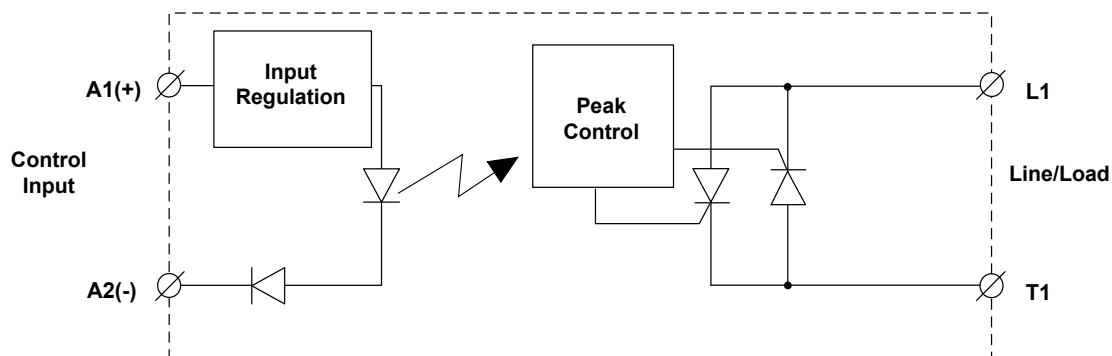 A1(+)
Input
Regulation
Peak
Control
L1
Control
Input
Line/Load
A2(-)
T1